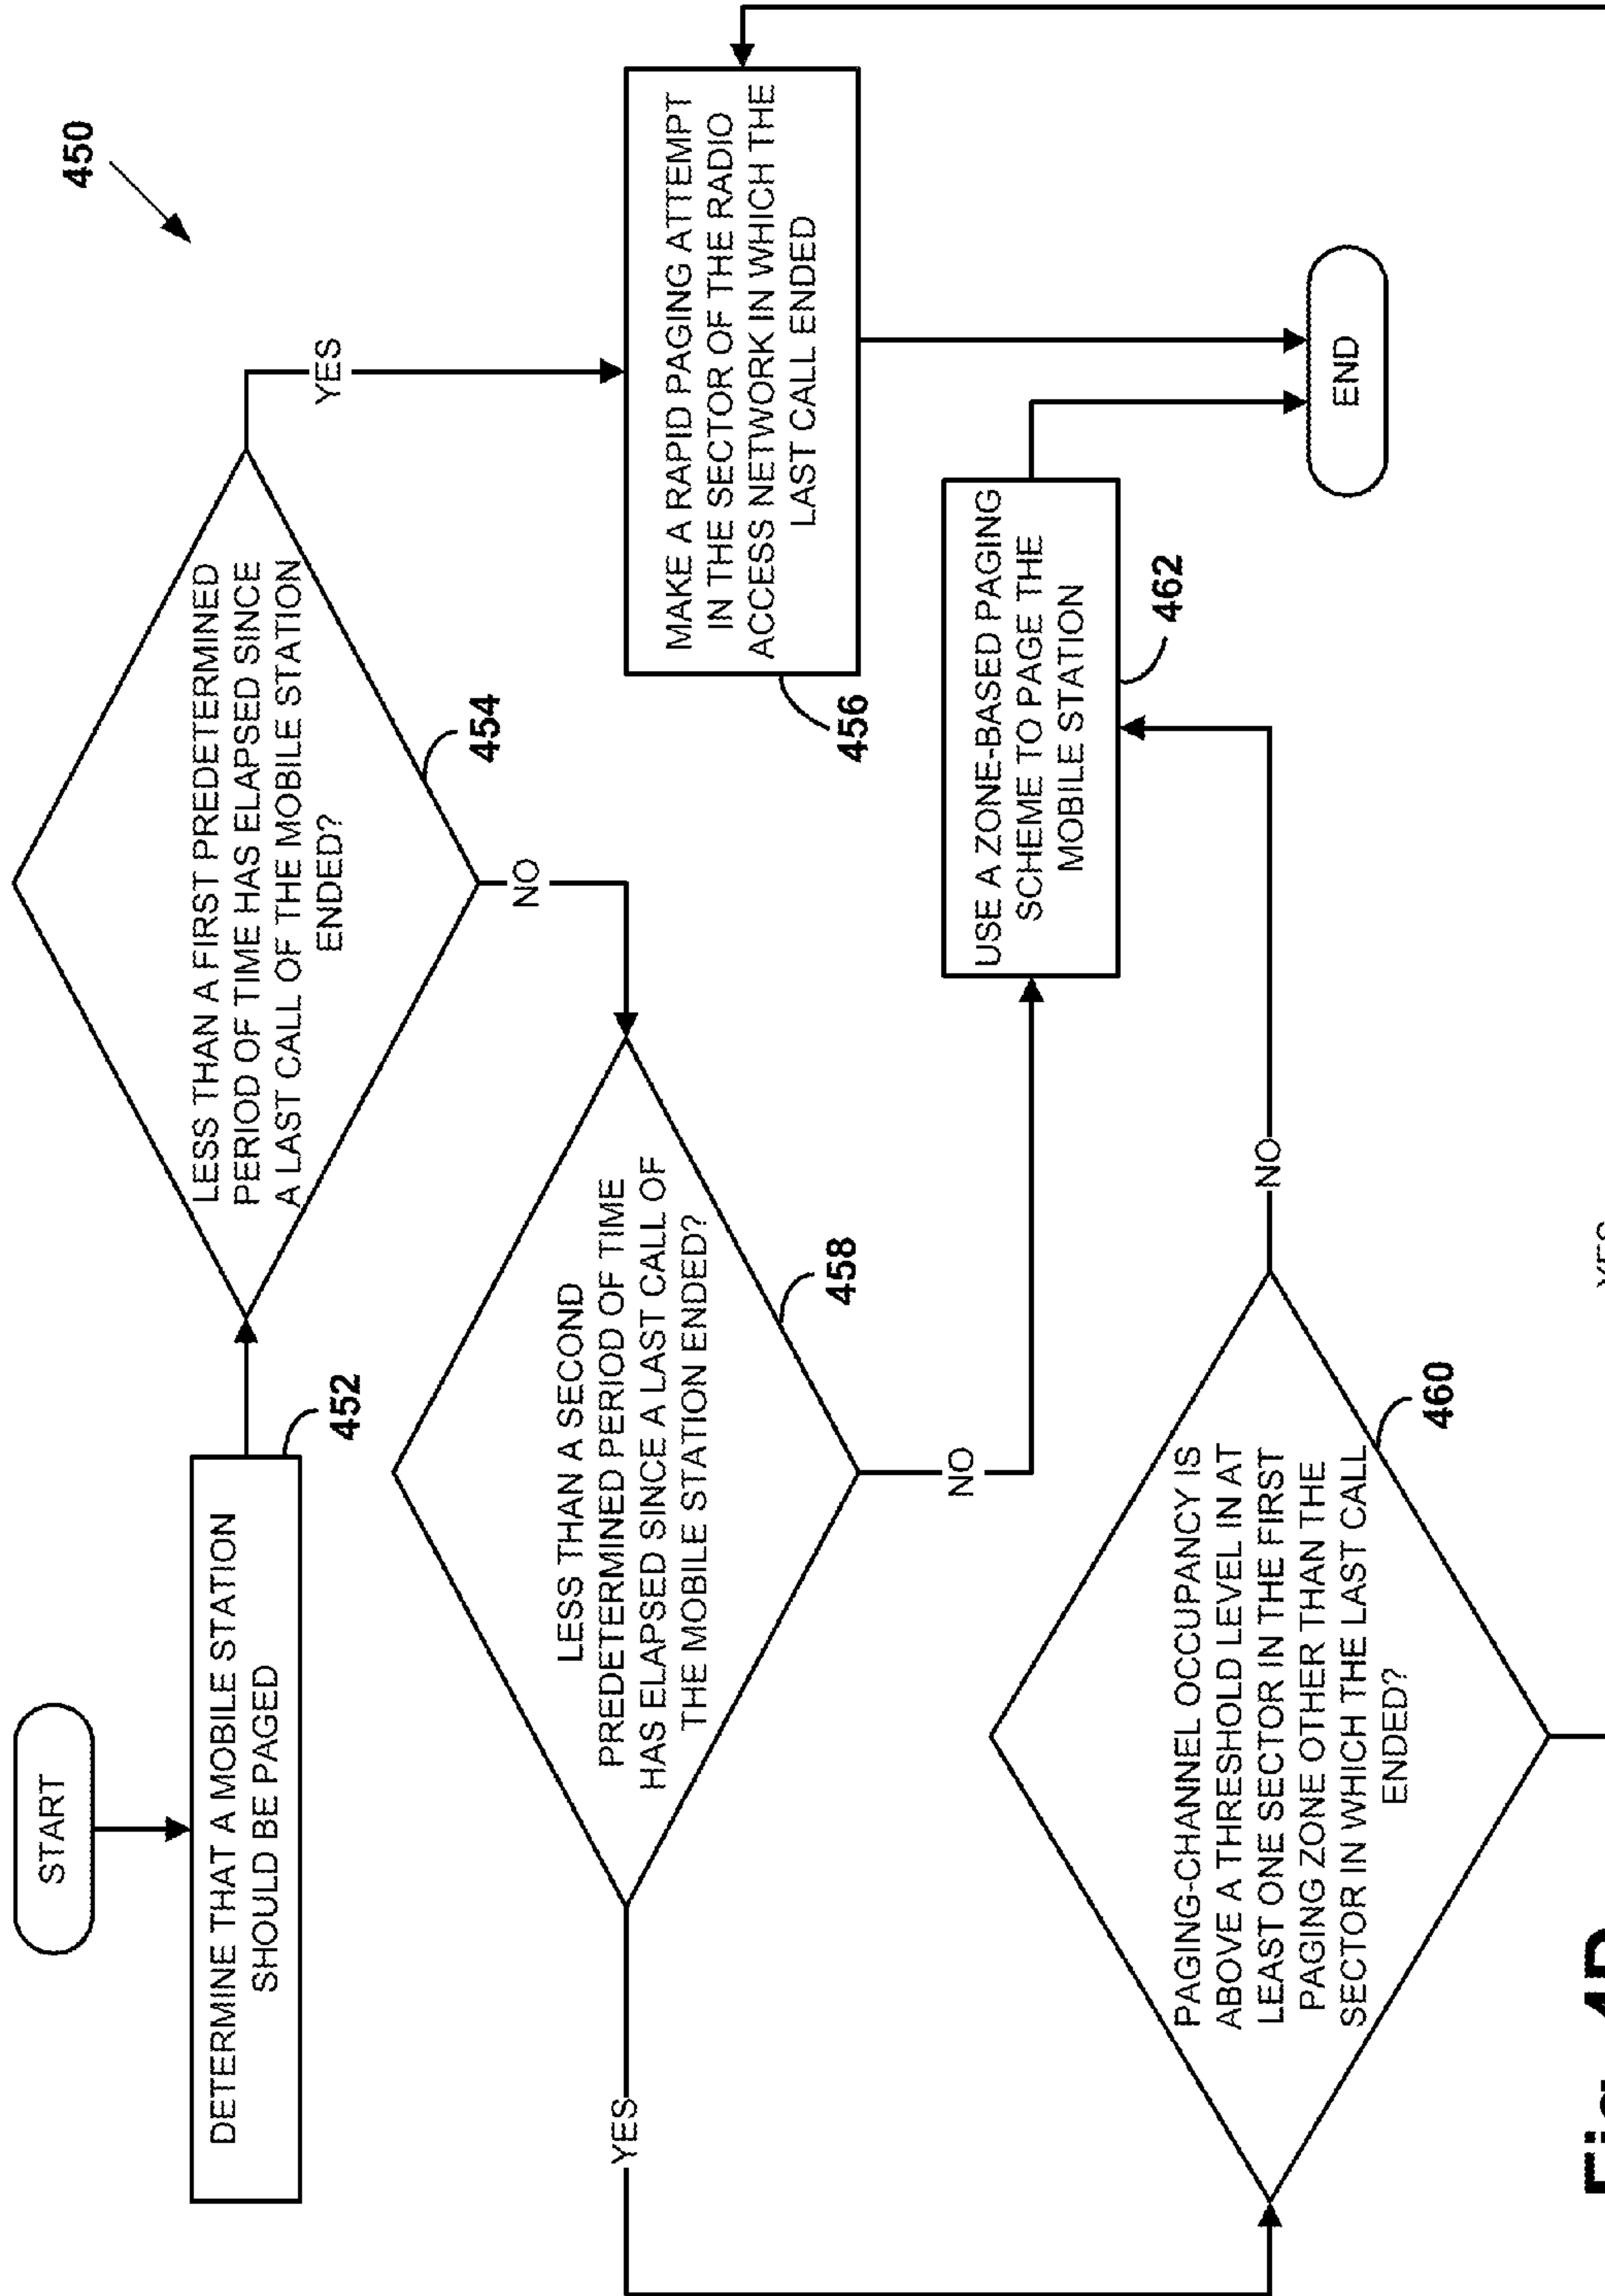 450
START
DETERMINE THAT A MOBILE STATION
SHOULD BE PAGED
452
LESS THAN A FIRST PREDETERMINED
PERIOD OF TIME HAS ELAPSED SINCE
A LAST CALL OF THE MOBILE STATION
ENDED?
454
YES
NO
MAKE A RAPID PAGING ATTEMPT
IN THE SECTOR OF THE RADIO
ACCESS NETWORK IN WHICH THE
LAST CALL ENDED
456
LESS THAN A SECOND
PREDETERMINED PERIOD OF TIME
HAS ELAPSED SINCE A LAST CALL OF
THE MOBILE STATION ENDED?
458
YES
NO
USE A ZONE-BASED PAGING
SCHEME TO PAGE THE
MOBILE STATION
462
PAGING-CHANNEL OCCUPANCY IS
ABOVE A THRESHOLD LEVEL IN AT
LEAST ONE SECTOR IN THE FIRST
PAGING ZONE OTHER THAN THE
SECTOR IN WHICH THE LAST CALL
ENDED?
460
NO
YES
END